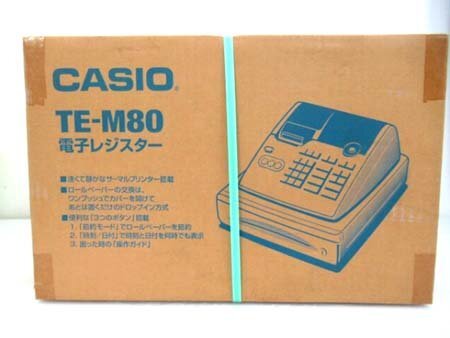 CASIO
TE-M80
電子レジスター
■速くて静かなサーマルプリンター搭載
■ロールペーパーの交換は、
ワンプッシュでカバーを開けて
あとは置くだけのドロップイン方式
■便利な「3つのボタン」搭載
1.「節約モード」でロールペーパーを節約
2.「時刻/日付」で時刻と日付を何時でも表示
3. 困った時の「操作ガイド」